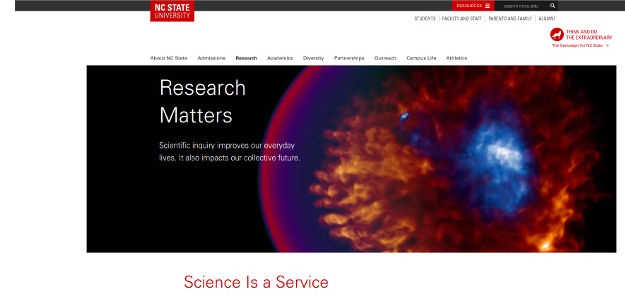 NC STATE
UNIVERSITY
RESOURCES
search ncsu.edu
STUDENTS FACULTY AND STAFF PARENTS AND FAMILY ALUMNI
THINK AND DO
THE EXTRAORDINARY
The Campaign for NC State
About NC State Admissions Research Academics Diversity Partnerships Outreach Campus Life Athletics
Research
Matters
Scientific inquiry improves our everyday
lives. It also impacts our collective future.
Science Is a Service